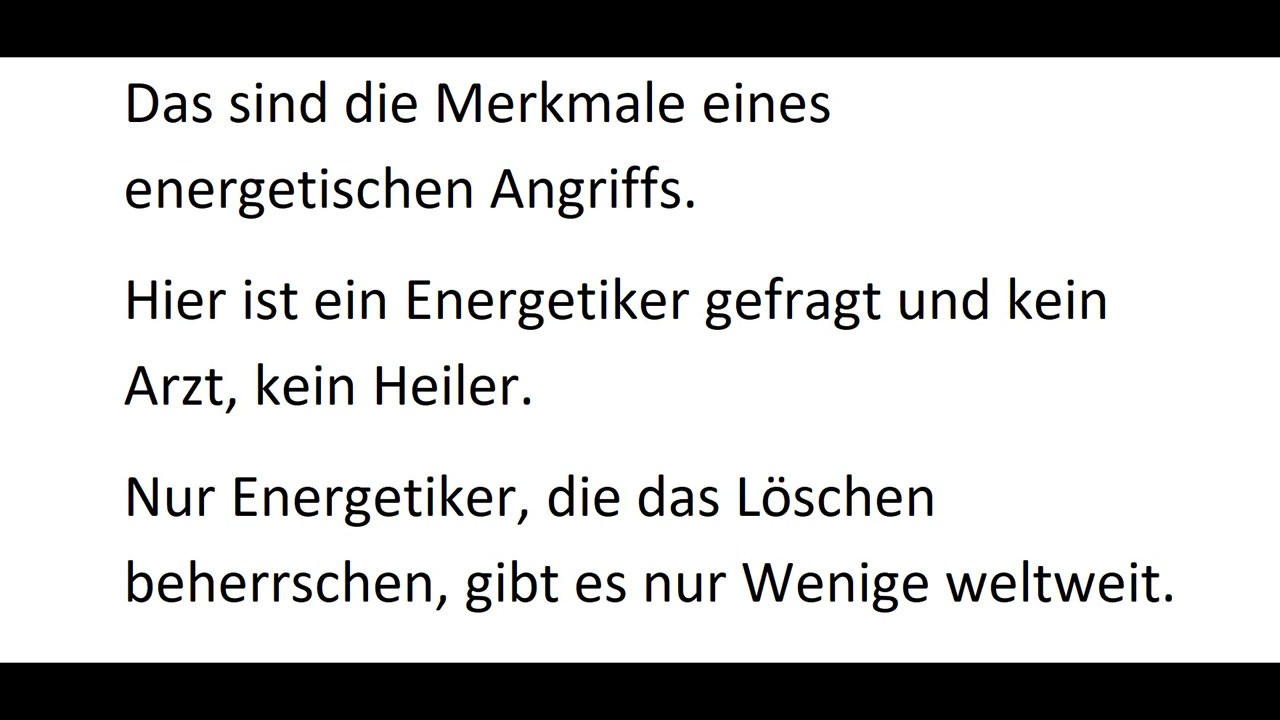 Das sind die Merkmale eines
energetischen Angriffs.
Hier ist ein Energetiker gefragt und kein
Arzt, kein Heiler.
Nur Energetiker, die das Löschen
beherrschen, gibt es nur Wenige weltweit.